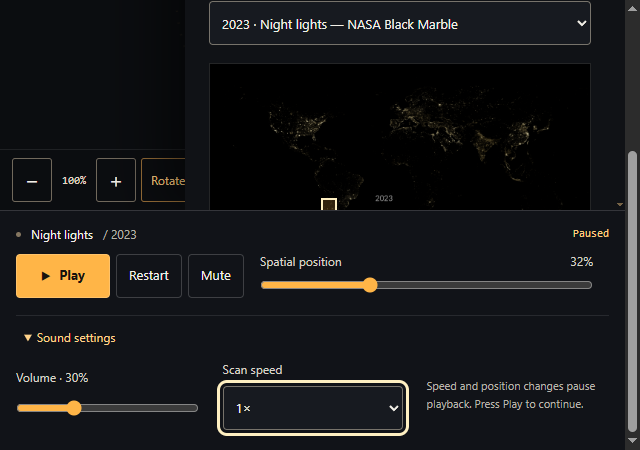 2023 · Night lights — NASA Black Marble
2023
− 100% + Rotate
Night lights / 2023
Paused
▶ Play
Restart
Mute
Spatial position
32%
▼ Sound settings
Volume · 30%
Scan speed
1×
Speed and position changes pause
playback. Press Play to continue.